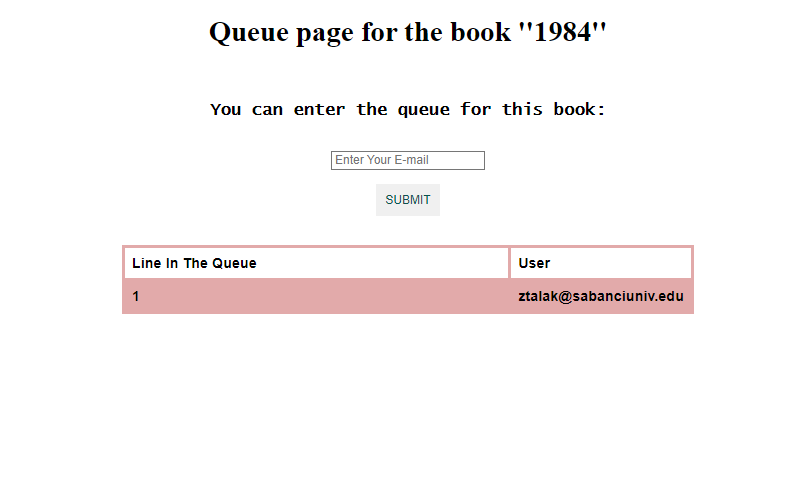 Queue page for the book "1984"
You can enter the queue for this book:
Enter Your E-mail
SUBMIT
Line In The Queue User
1 ztalak@sabanciuniv.edu